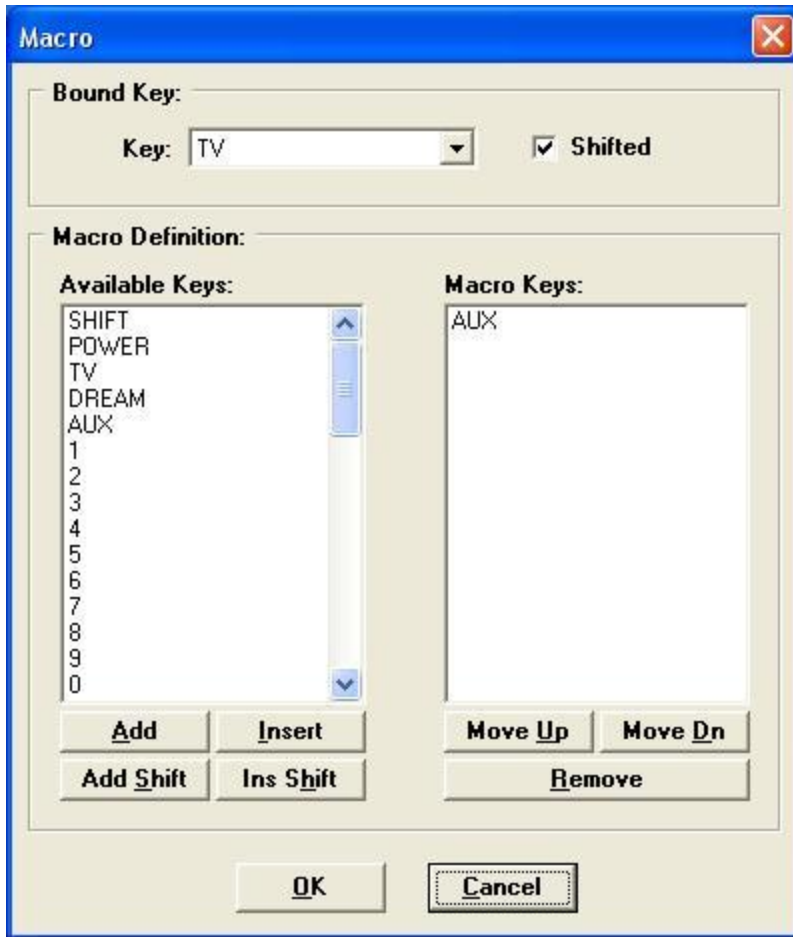 Macro
Bound Key:
Key: TV Shifted
Macro Definition:
Available Keys:
SHIFT
POWER
TV
DREAM
AUX
1
2
3
4
5
6
7
8
9
0
Add Insert
Add Shift Ins Shift
Macro Keys:
AUX
Move Up Move Dn
Remove
OK Cancel